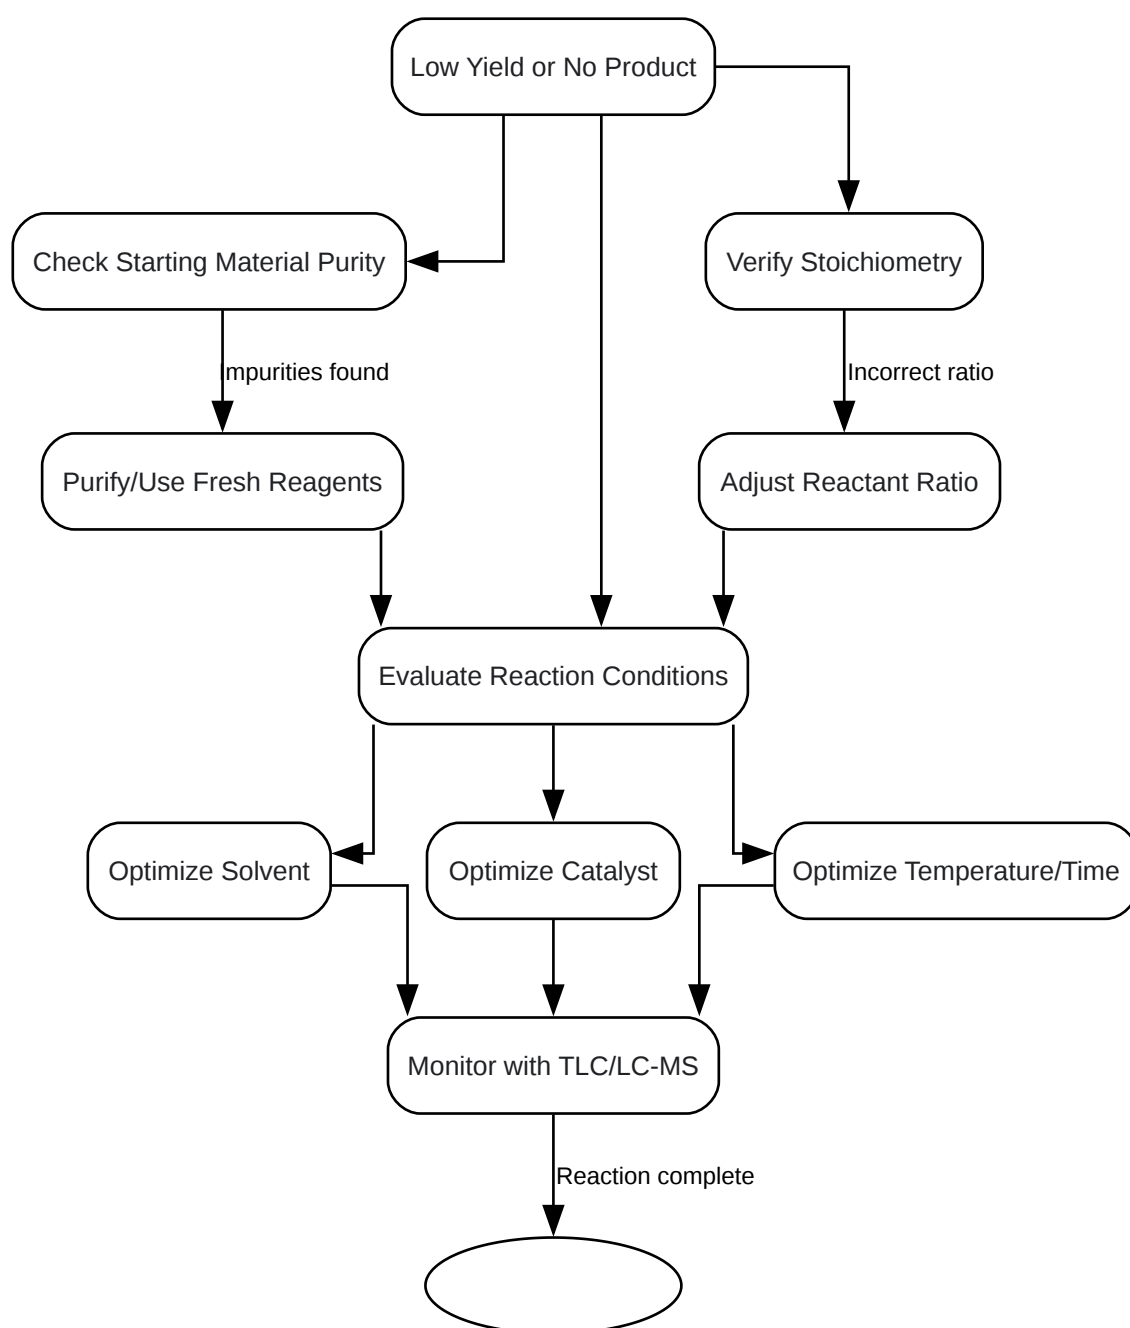 Low Yield or No Product
Check Starting Material Purity
Verify Stoichiometry
Impurities found
Incorrect ratio
Purify/Use Fresh Reagents
Adjust Reactant Ratio
Evaluate Reaction Conditions
Optimize Solvent
Optimize Catalyst
Optimize Temperature/Time
Monitor with TLC/LC-MS
Reaction complete